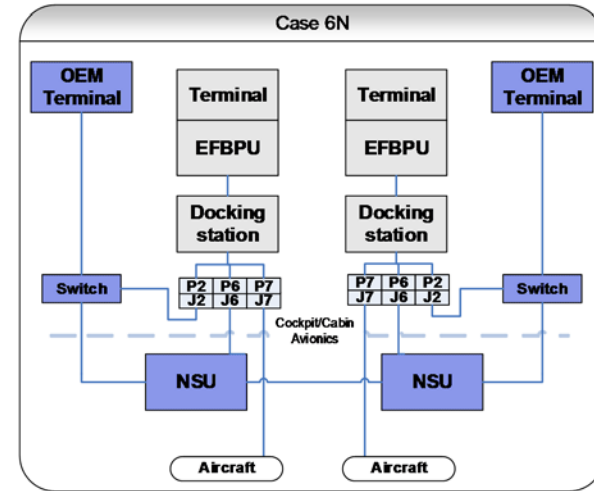 Case 6N
OEM
Terminal
Terminal
EFBPU
Terminal
EFBPU
OEM
Terminal
Docking
station
Docking
station
Switch
P2 P6 P7
J2 J6 J7
P7 P6 P2
J7 J6 J2
Switch
Cockpit/Cabin
Avionics
NSU
NSU
Aircraft
Aircraft